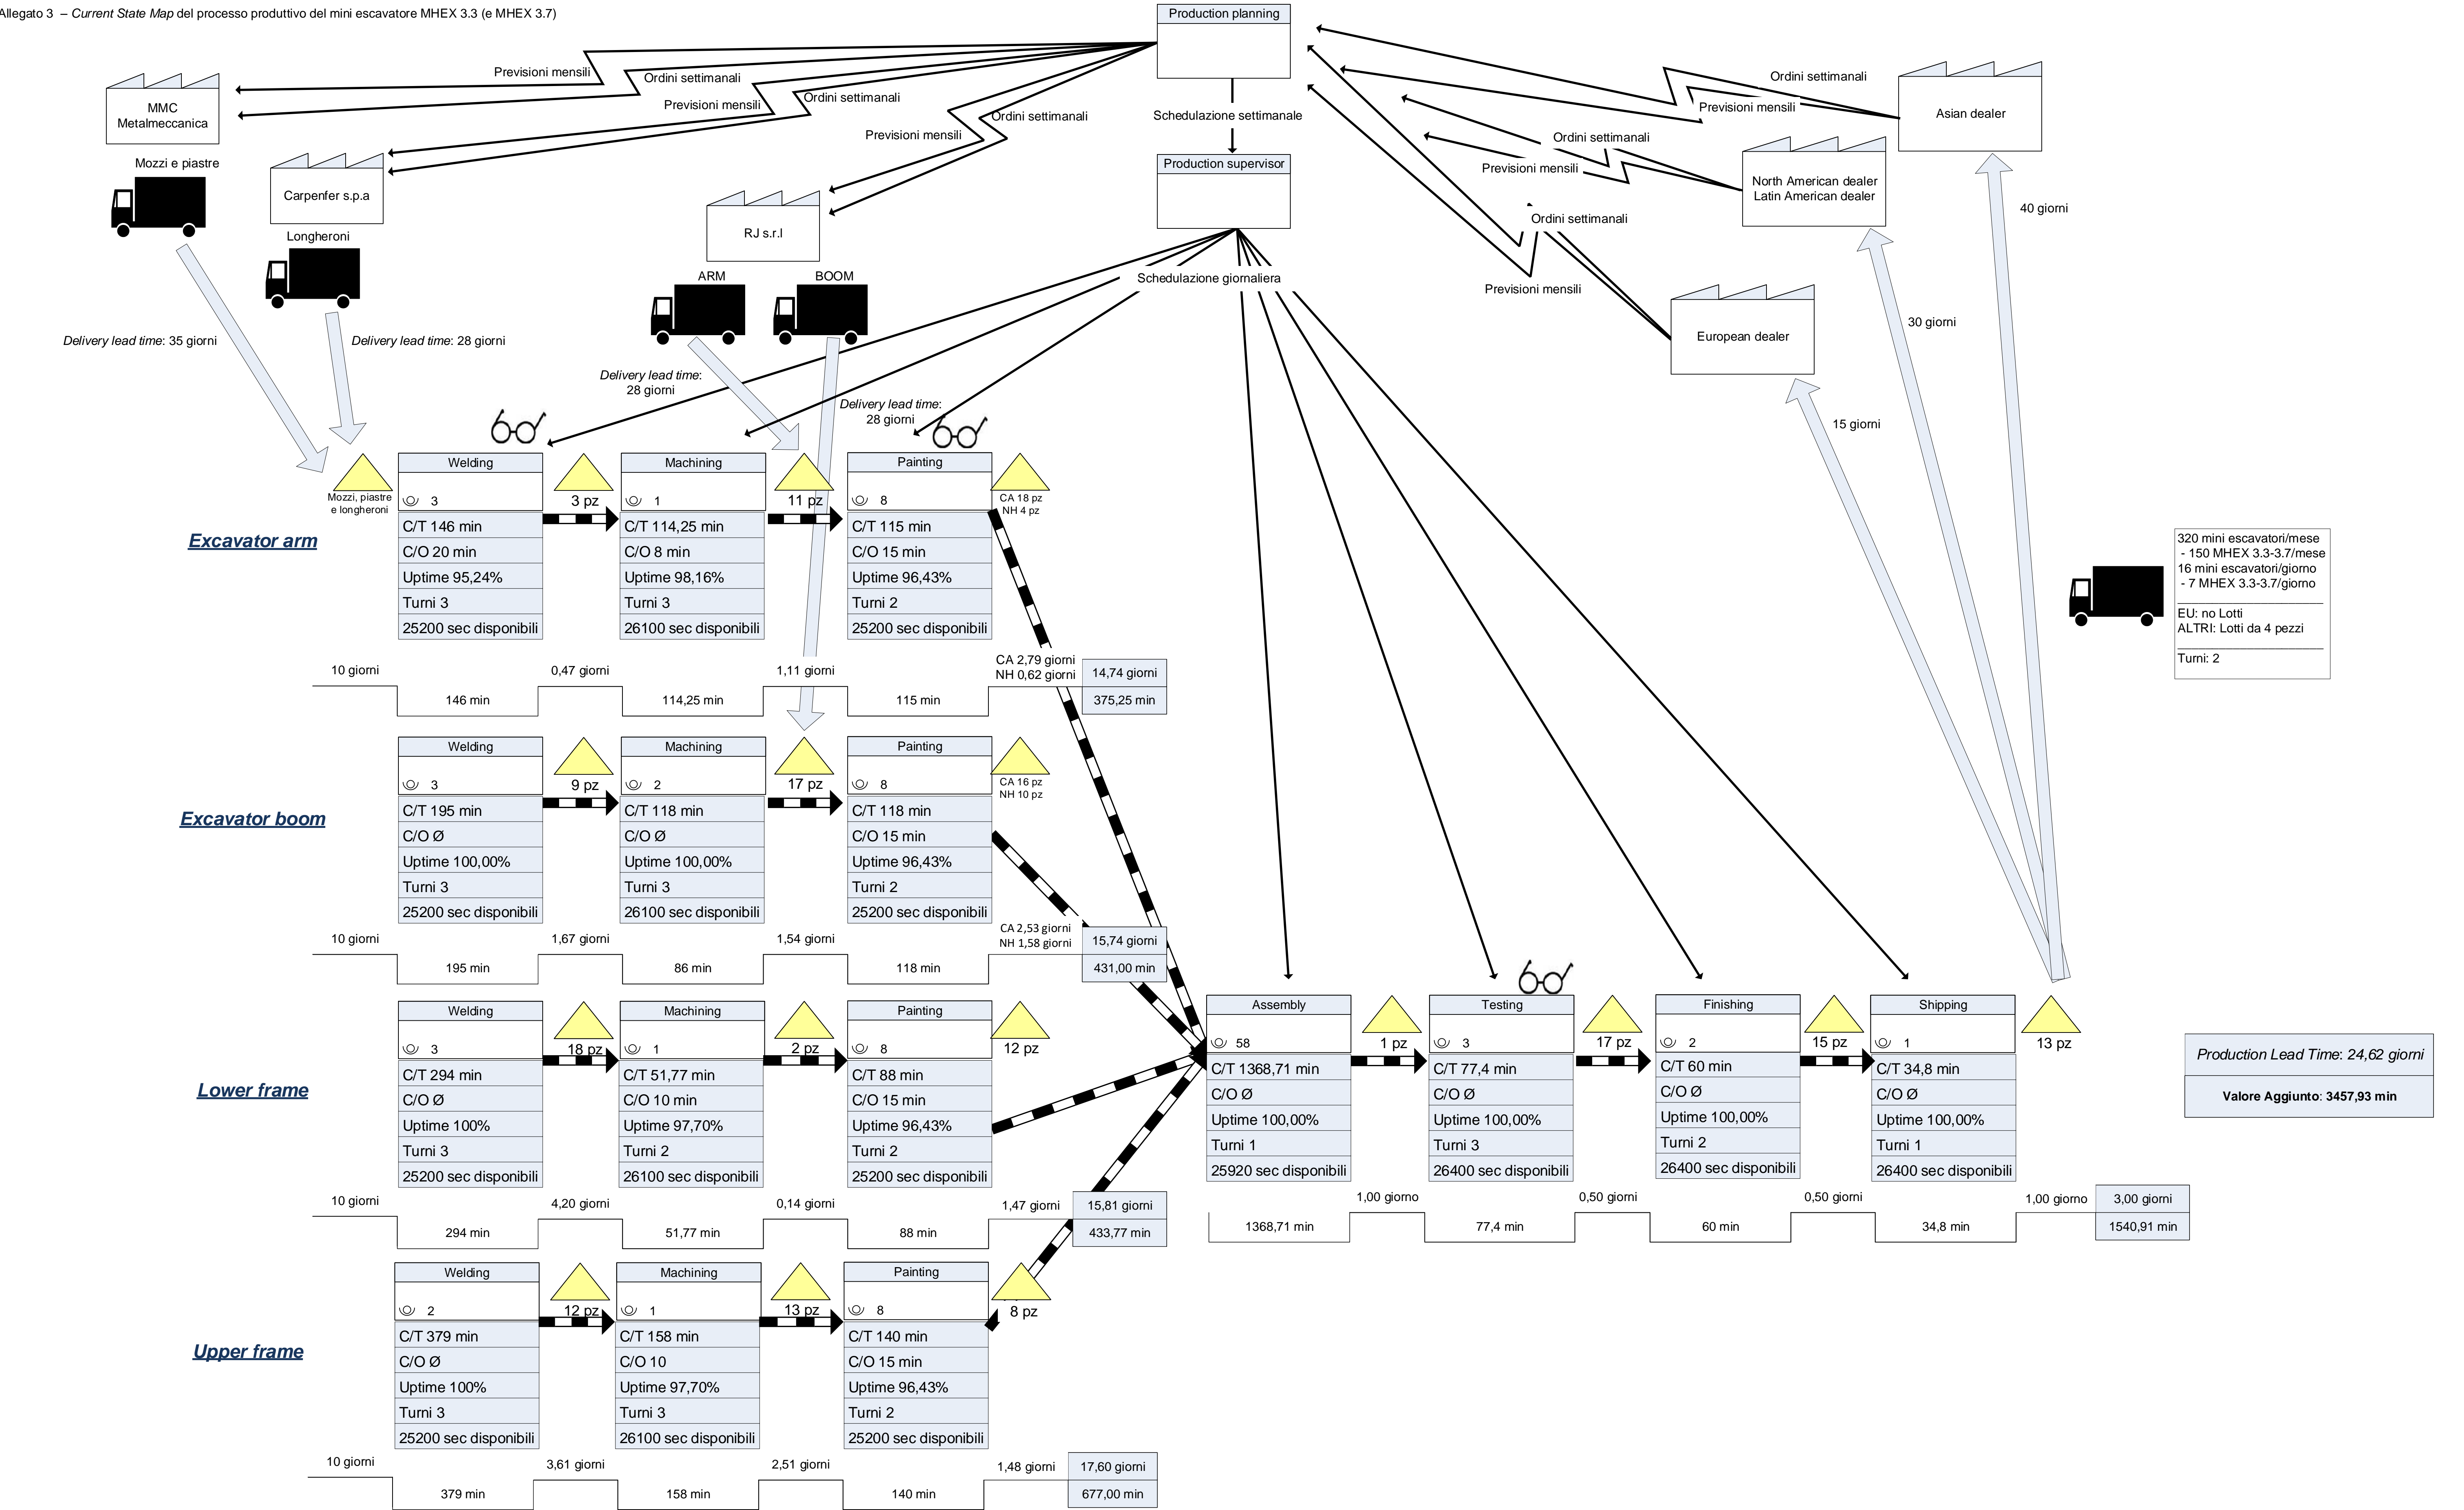 Allegato 3 – Current State Map del processo produttivo del mini escavatore MHEX 3.3 (e MHEX 3.7)
Production planning
Previsioni mensili
Ordini settimanali
Previsioni mensili
Ordini settimanali
Previsioni mensili
Ordini settimanali
Schedulazione settimanale
Production supervisor
Schedulazione giornaliera
MMC
Metalmeccanica
Mozzi e piastre
Carpenfer s.p.a
Longheroni
RJ s.r.l
ARM
BOOM
Delivery lead time: 35 giorni
Delivery lead time: 28 giorni
Delivery lead time:
28 giorni
Delivery lead time:
28 giorni
Ordini settimanali
Previsioni mensili
Asian dealer
Ordini settimanali
Previsioni mensili
North American dealer
Latin American dealer
Ordini settimanali
Previsioni mensili
European dealer
40 giorni
30 giorni
15 giorni
320 mini escavatori/mese
- 150 MHEX 3.3-3.7/mese
16 mini escavatori/giorno
- 7 MHEX 3.3-3.7/giorno
EU: no Lotti
ALTRI: Lotti da 4 pezzi
Turni: 2
Excavator arm
Mozzi, piastre
e longheroni
Welding
3
C/T 146 min
C/O 20 min
Uptime 95,24%
Turni 3
25200 sec disponibili
3 pz
Machining
1
C/T 114,25 min
C/O 8 min
Uptime 98,16%
Turni 3
26100 sec disponibili
11 pz
Painting
8
C/T 115 min
C/O 15 min
Uptime 96,43%
Turni 2
25200 sec disponibili
CA 18 pz
NH 4 pz
10 giorni
146 min
0,47 giorni
114,25 min
1,11 giorni
115 min
CA 2,79 giorni
NH 0,62 giorni
14,74 giorni
375,25 min
Excavator boom
Welding
3
C/T 195 min
C/O Ø
Uptime 100,00%
Turni 3
25200 sec disponibili
9 pz
Machining
2
C/T 118 min
C/O Ø
Uptime 100,00%
Turni 3
26100 sec disponibili
17 pz
Painting
8
C/T 118 min
C/O 15 min
Uptime 96,43%
Turni 2
25200 sec disponibili
CA 16 pz
NH 10 pz
10 giorni
195 min
1,67 giorni
86 min
1,54 giorni
118 min
CA 2,53 giorni
NH 1,58 giorni
15,74 giorni
431,00 min
Lower frame
Welding
3
C/T 294 min
C/O Ø
Uptime 100%
Turni 3
25200 sec disponibili
18 pz
Machining
1
C/T 51,77 min
C/O 10 min
Uptime 97,70%
Turni 2
26100 sec disponibili
2 pz
Painting
8
C/T 88 min
C/O 15 min
Uptime 96,43%
Turni 2
25200 sec disponibili
12 pz
10 giorni
294 min
4,20 giorni
51,77 min
0,14 giorni
88 min
1,47 giorni
15,81 giorni
433,77 min
Upper frame
Welding
2
C/T 379 min
C/O Ø
Uptime 100%
Turni 3
25200 sec disponibili
12 pz
Machining
1
C/T 158 min
C/O 10
Uptime 97,70%
Turni 3
26100 sec disponibili
13 pz
Painting
8
C/T 140 min
C/O 15 min
Uptime 96,43%
Turni 2
25200 sec disponibili
8 pz
10 giorni
379 min
3,61 giorni
158 min
2,51 giorni
140 min
1,48 giorni
17,60 giorni
677,00 min
Assembly
58
C/T 1368,71 min
C/O Ø
Uptime 100,00%
Turni 1
25920 sec disponibili
1 pz
Testing
3
C/T 77,4 min
C/O Ø
Uptime 100,00%
Turni 3
26400 sec disponibili
17 pz
Finishing
2
C/T 60 min
C/O Ø
Uptime 100,00%
Turni 2
26400 sec disponibili
15 pz
Shipping
1
C/T 34,8 min
C/O Ø
Uptime 100,00%
Turni 1
26400 sec disponibili
13 pz
1368,71 min
1,00 giorno
77,4 min
0,50 giorni
60 min
0,50 giorni
34,8 min
1,00 giorno
3,00 giorni
1540,91 min
Production Lead Time: 24,62 giorni
Valore Aggiunto: 3457,93 min